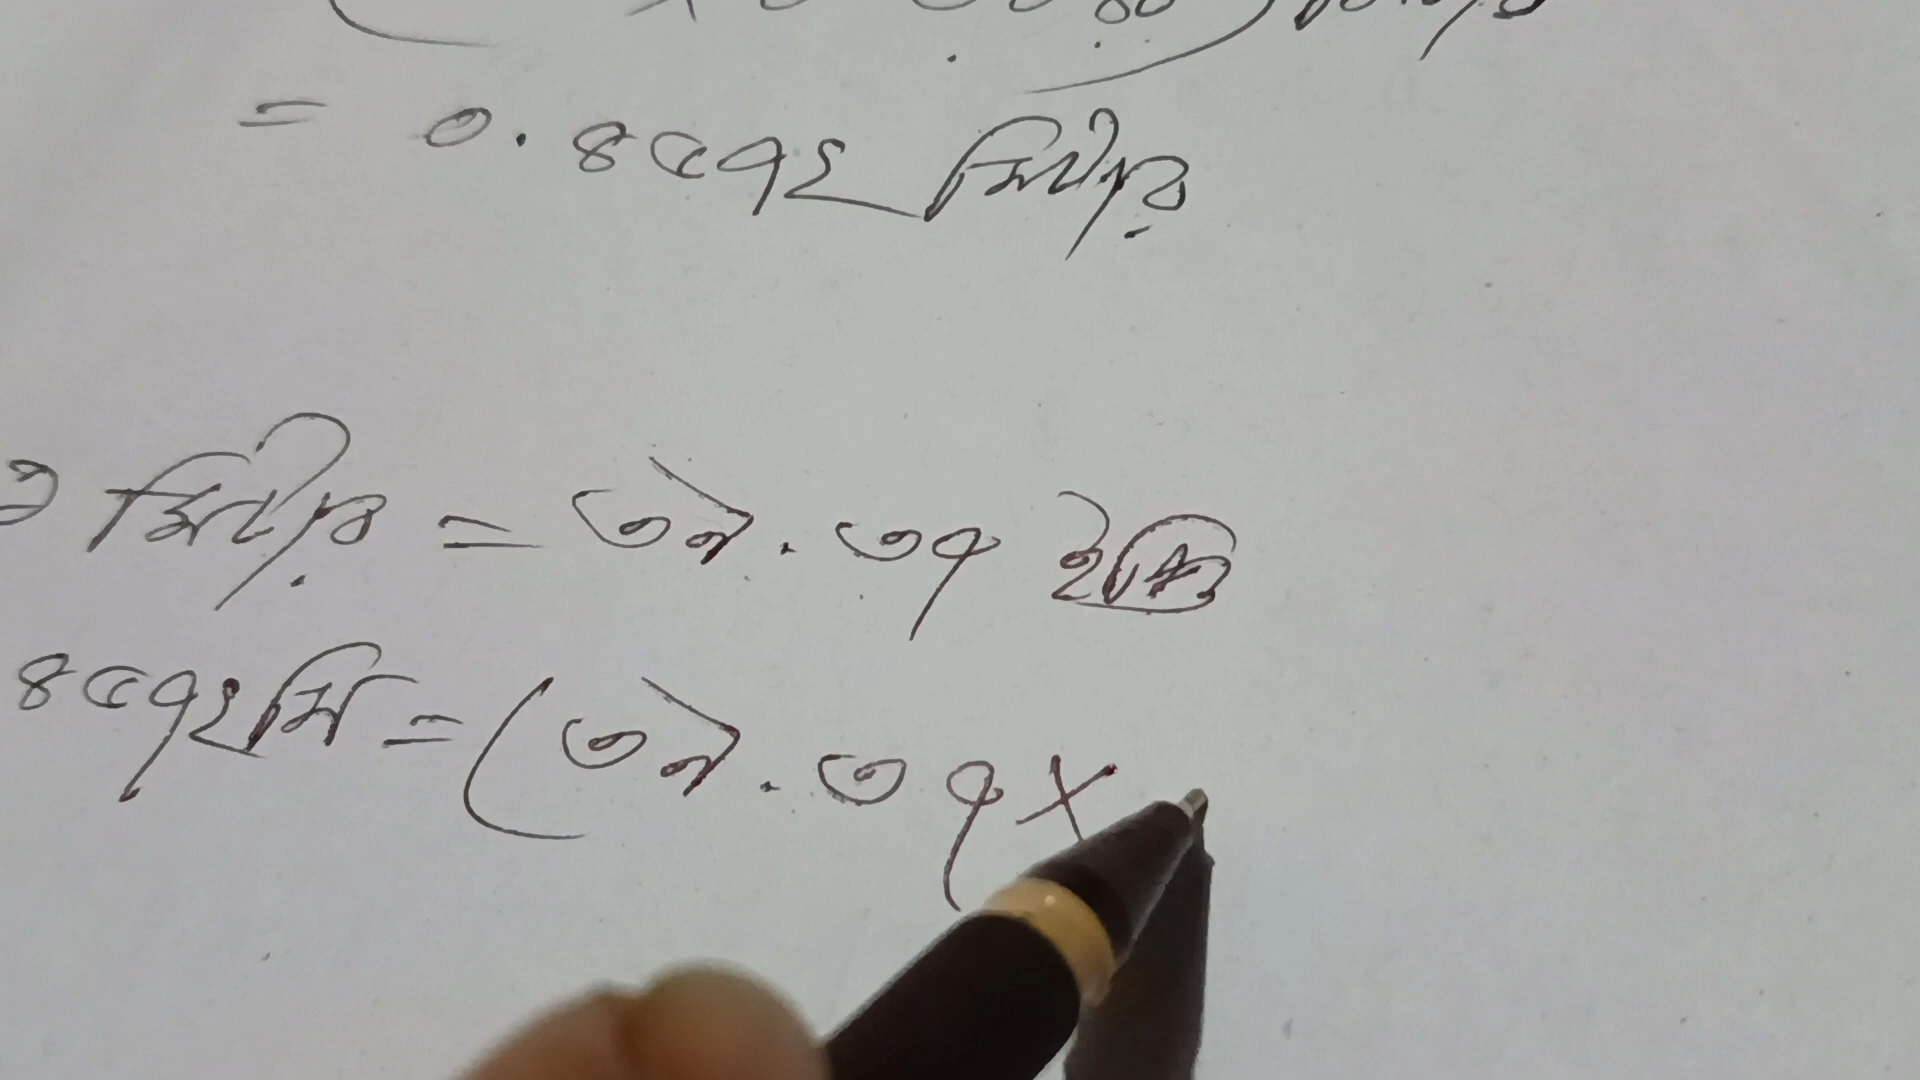 = ০.৪৫৭২ মিটার
১ মিটার = ৩৯.৩৭ ইঞ্চি
৪৫৭২মি = (৩৯.৩৭ ×